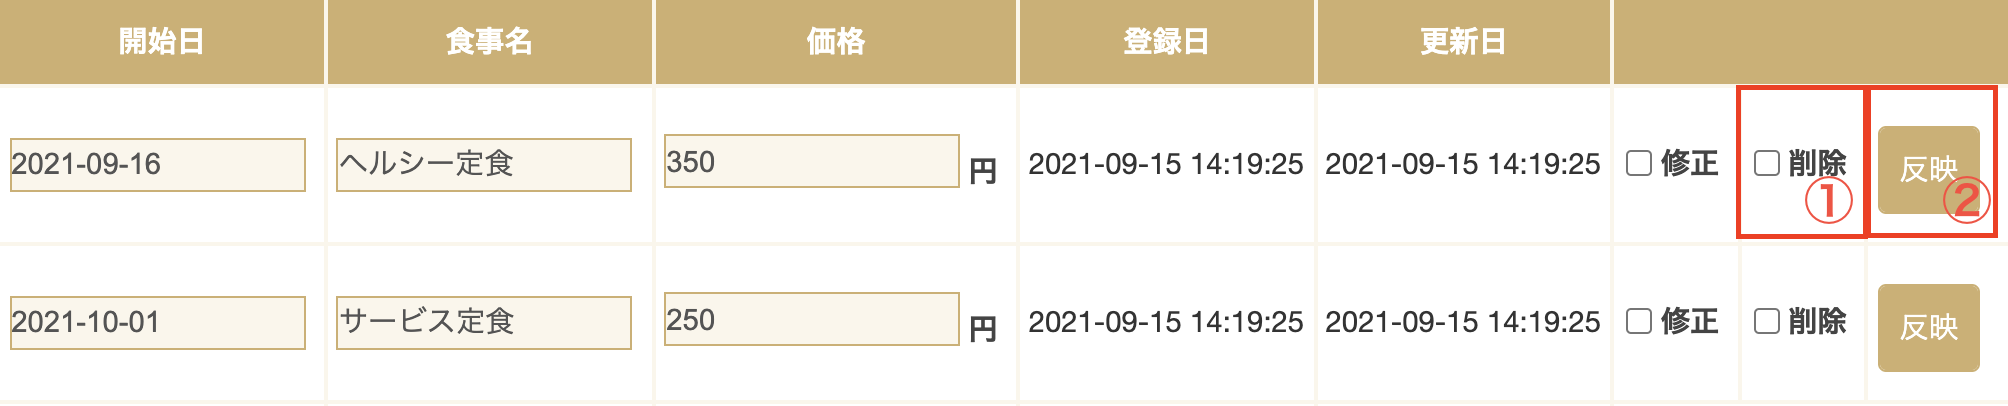 開始日 食事名 価格 登録日 更新日
2021-09-16 ヘルシー定食 350 円 2021-09-15 14:19:25 2021-09-15 14:19:25 修正 削除 反映
① ②
2021-10-01 サービス定食 250 円 2021-09-15 14:19:25 2021-09-15 14:19:25 修正 削除 反映